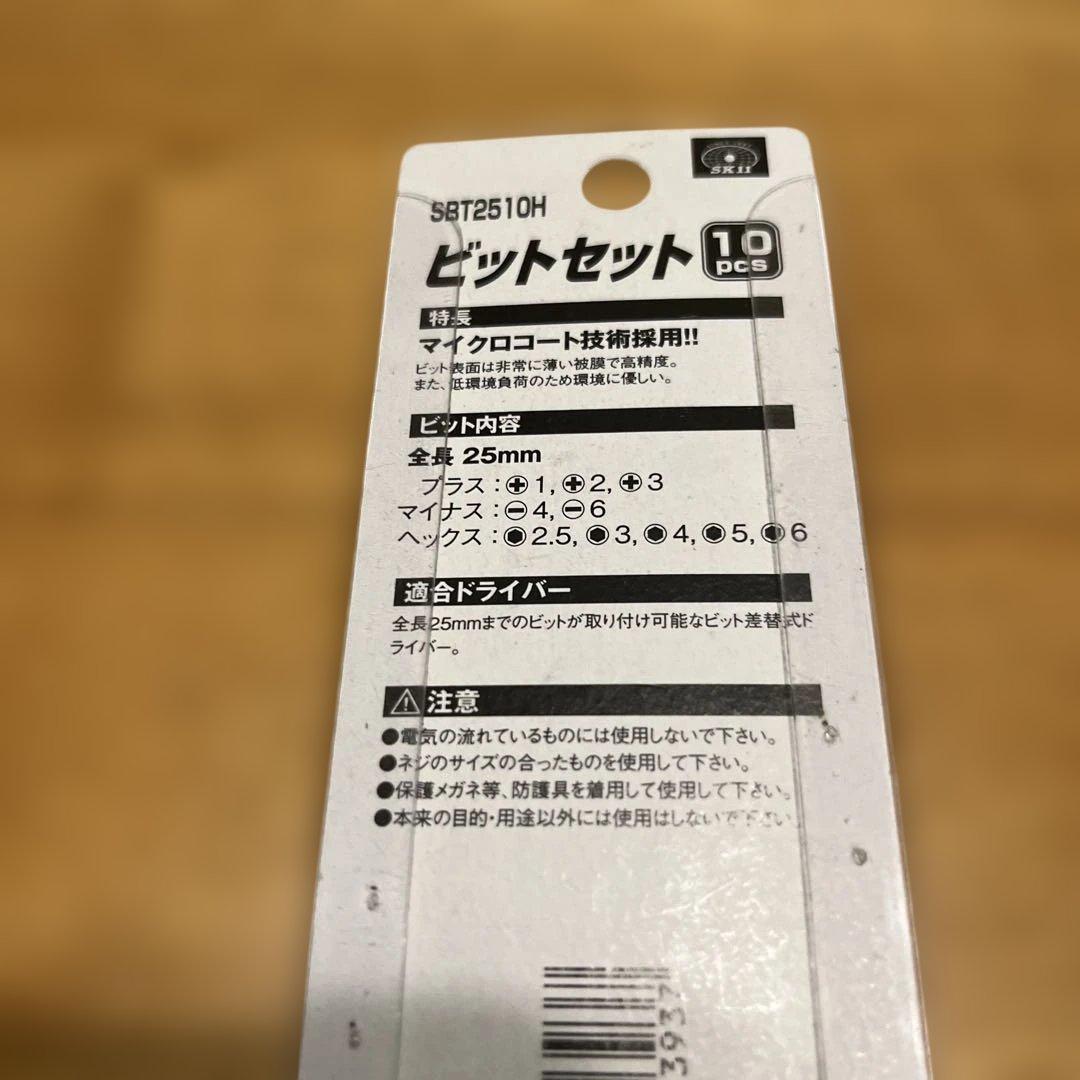 SK11
SBT2510H
ビットセット 10 pcs
特長
マイクロコート技術採用!!
ビット表面は非常に薄い被膜で高精度。
また、低環境負荷のため環境に優しい。
ビット内容
全長 25mm
プラス:⊕1,⊕2,⊕3
マイナス:⊖4,⊖6
ヘックス:⬢2.5,⬢3,⬢4,⬢5,⬢6
適合ドライバー
全長25mmまでのビットが取り付け可能なビット差替式ド
ライバー。
⚠注意
●電気の流れているものには使用しないで下さい。
●ネジのサイズの合ったものを使用して下さい。
●保護メガネ等、防護具を着用して使用して下さい。
●本来の目的・用途以外には使用はしないで下さい。